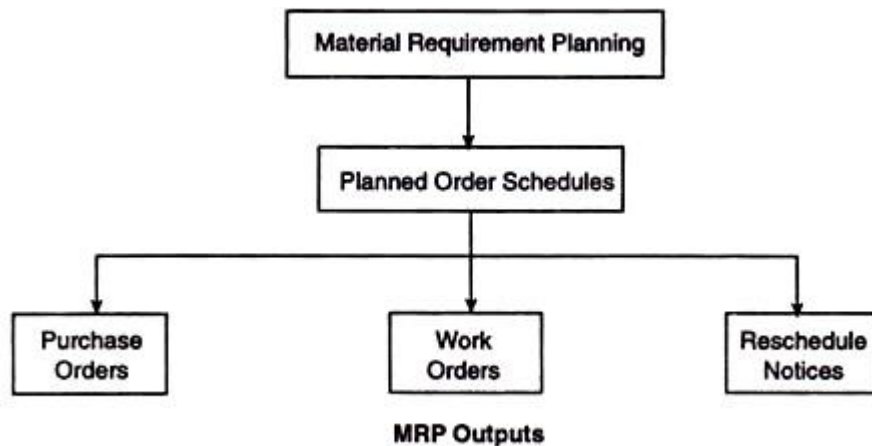 Material Requirement Planning
Planned Order Schedules
Purchase
Orders
Work
Orders
Reschedule
Notices
MRP Outputs